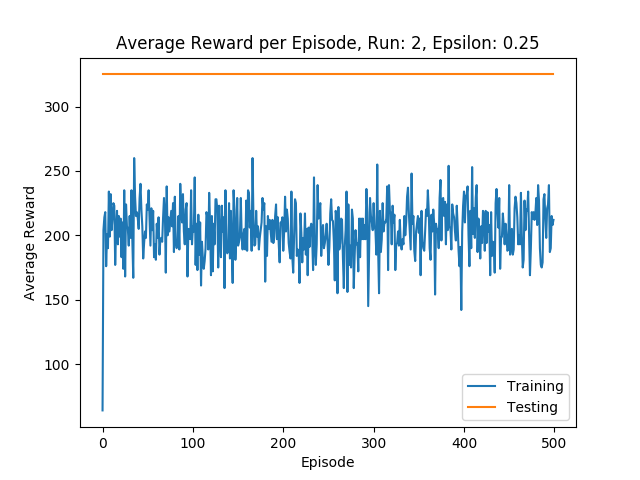 Average Reward per Episode, Run: 2, Epsilon: 0.25
Average Reward
300
250
200
150
100
0
100
200
300
400
500
Episode
Training
Testing